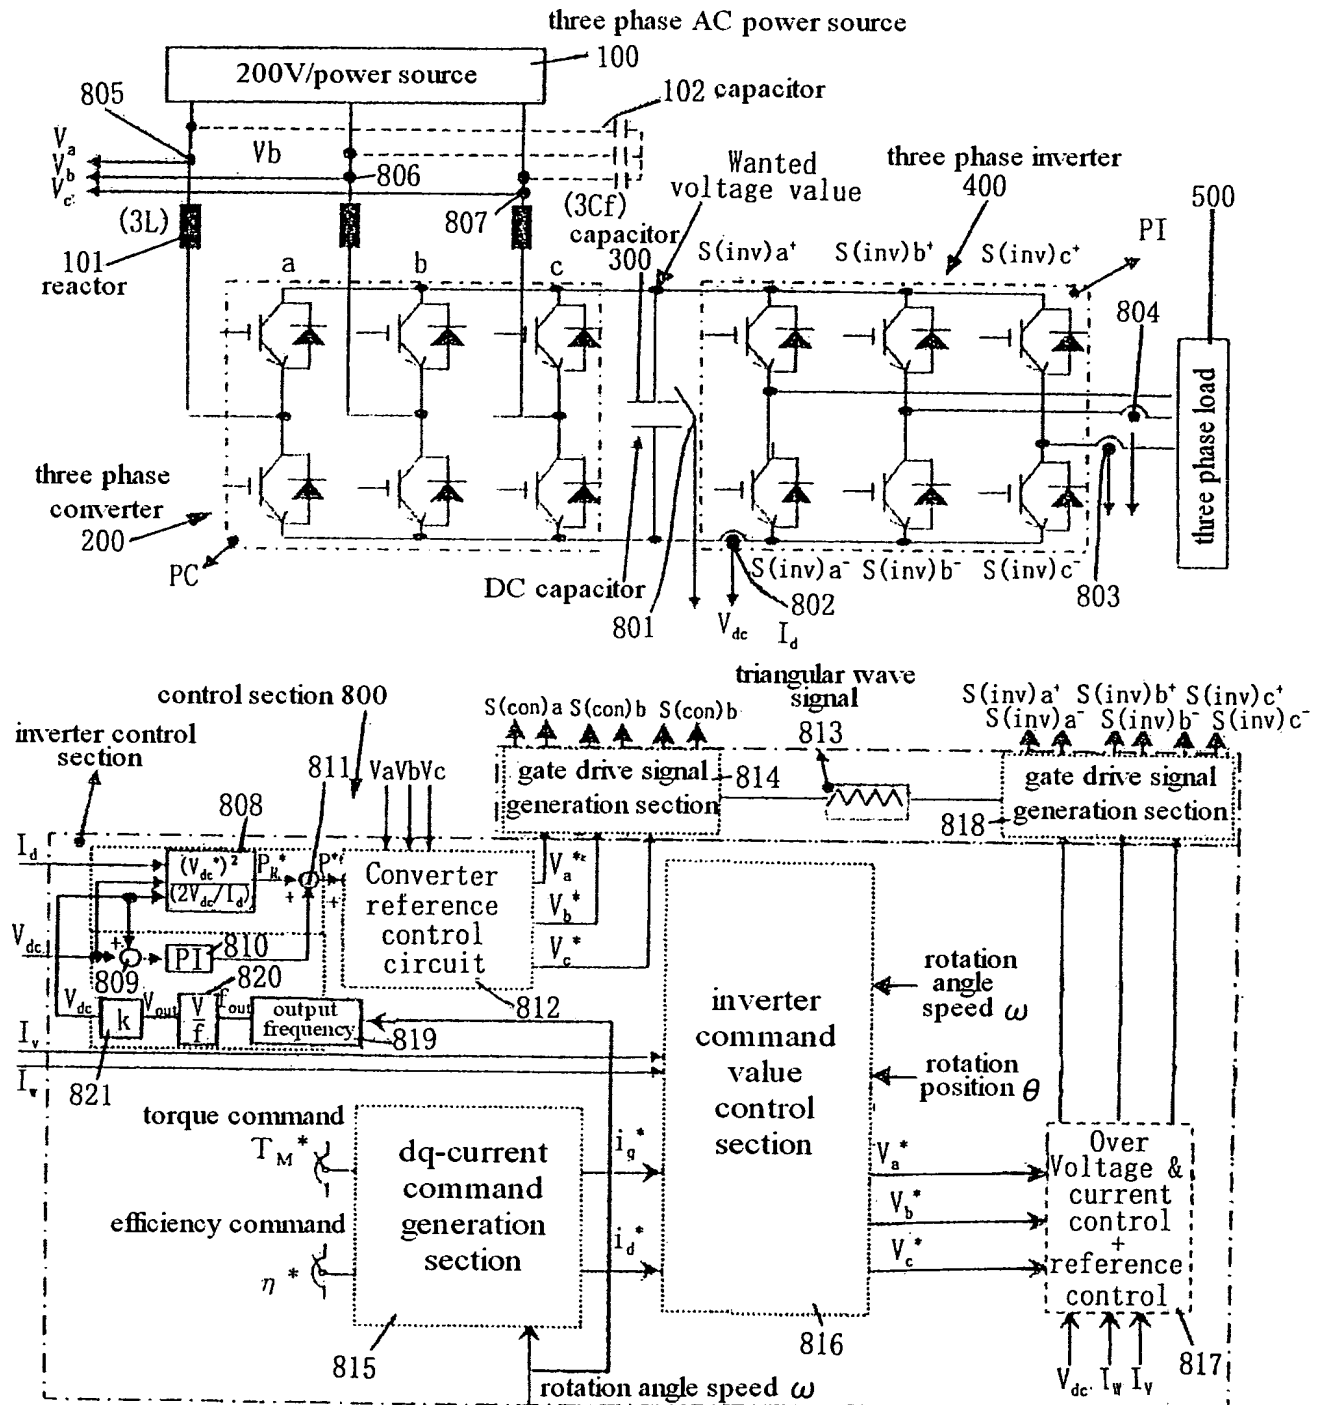 three phase AC power source
100
200V/power source
805
102 capacitor
Va
Vb
Vc
Vb
806
807
(3L)
(3Cf)
capacitor
300
101
reactor
Wanted
voltage value
three phase inverter
400
500
PI
a
b
c
S(inv)a⁺
S(inv)b⁺
S(inv)c⁺
804
three phase load
three phase
converter
200
PC
DC capacitor
801
S(inv)a⁻
S(inv)b⁻
S(inv)c⁻
802
803
Vdc
Id
control section 800
inverter control
section
triangular wave
signal
813
S(con)a
S(con)b
S(con)b
S(inv)a⁺
S(inv)b⁺
S(inv)c⁺
S(inv)a⁻
S(inv)b⁻
S(inv)c⁻
811
VaVbVc
gate drive signal
generation section
814
gate drive signal
generation section
818
808
Id
(Vdc*)²
(2Vdc/Id)
+
+
Converter
reference
control
circuit
812
Va**
Vb*
Vc*
Vdc
+
809
PI
810
820
Vdc
k
Vout
V
f
fout
output
frequency
819
821
Iv
inverter
command
value
control
section
816
rotation
angle
speed ω
rotation
position θ
torque command
TM*
efficiency command
η*
dq-current
command
generation
section
815
id*
Va*
Vb*
Vc*
Over
Voltage &
current
control
+
reference
control
817
Vdc
Iw
Iv
rotation angle speed ω